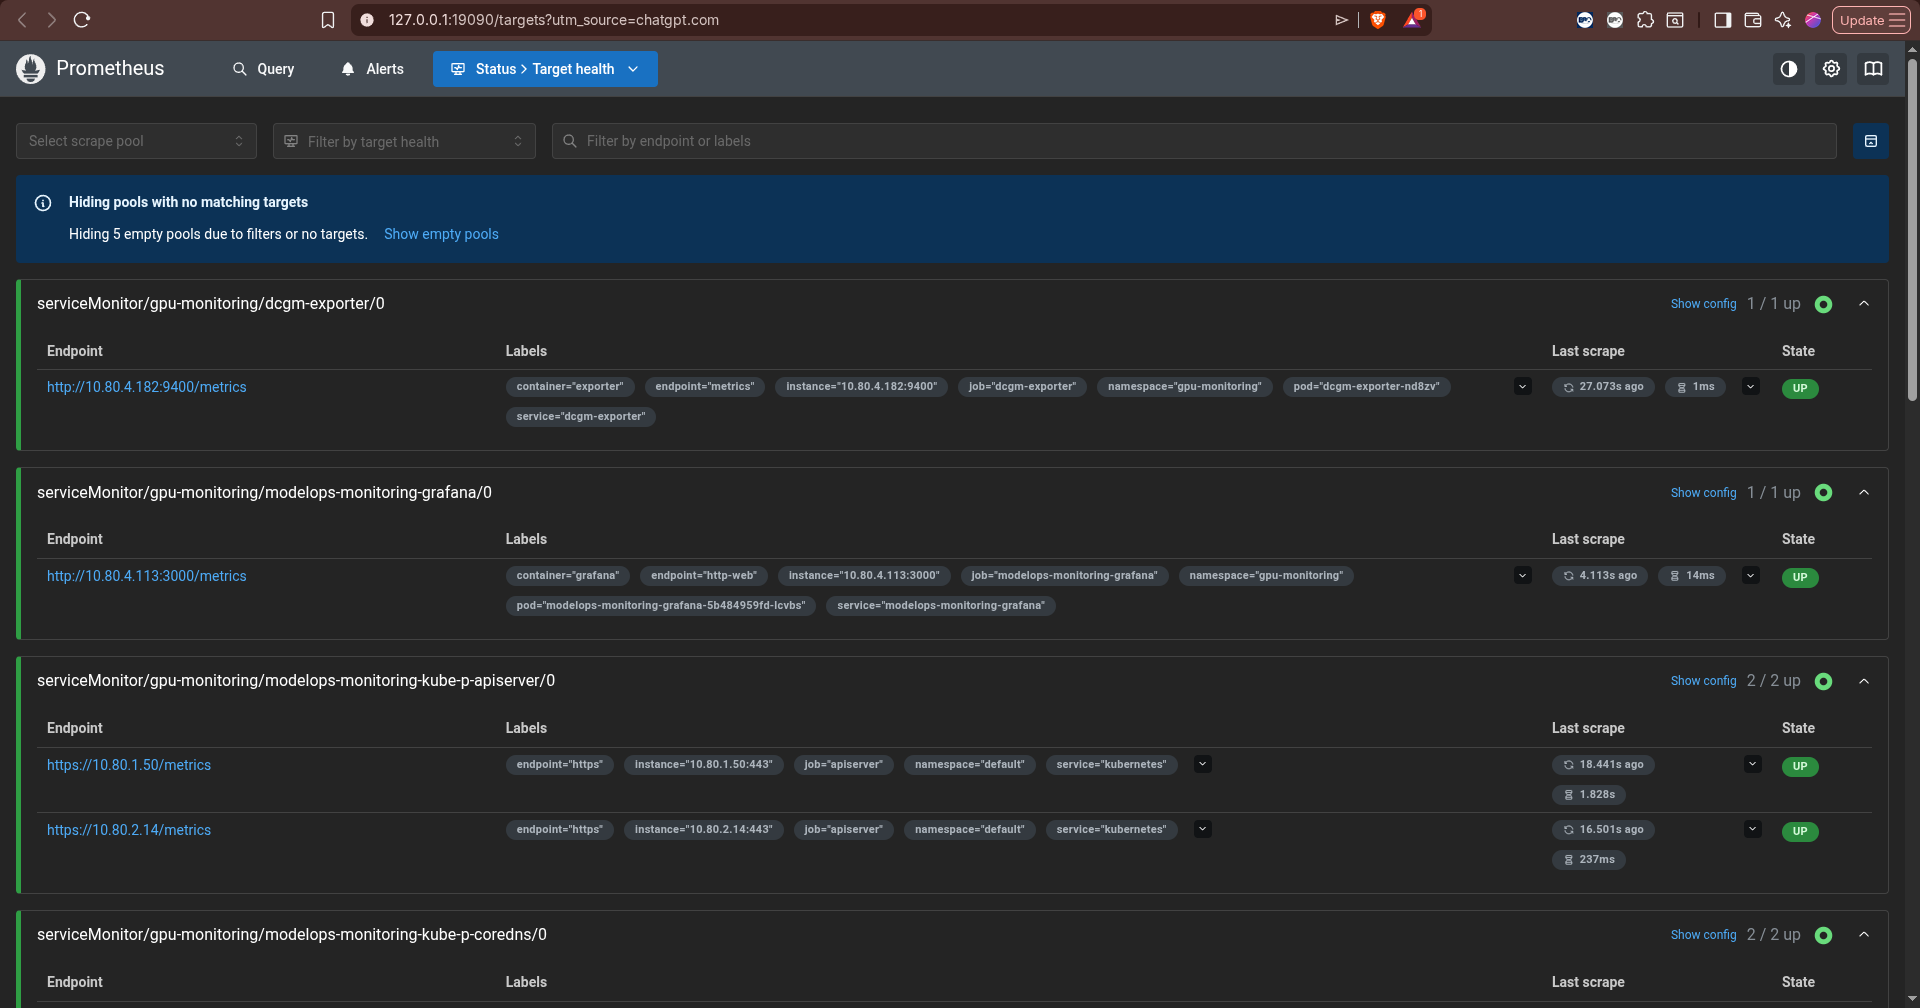 127.0.0.1:19090/targets?utm_source=chatgpt.com
1
Update
Prometheus
Query
Alerts
Status > Target health
Select scrape pool
Filter by target health
Filter by endpoint or labels
Hiding pools with no matching targets
Hiding 5 empty pools due to filters or no targets. Show empty pools
serviceMonitor/gpu-monitoring/dcgm-exporter/0
Show config 1 / 1 up
Endpoint Labels Last scrape State
http://10.80.4.182:9400/metrics container="exporter" endpoint="metrics" instance="10.80.4.182:9400" job="dcgm-exporter" namespace="gpu-monitoring" pod="dcgm-exporter-nd8zv" 27.073s ago 1ms UP
service="dcgm-exporter"
serviceMonitor/gpu-monitoring/modelops-monitoring-grafana/0
Show config 1 / 1 up
Endpoint Labels Last scrape State
http://10.80.4.113:3000/metrics container="grafana" endpoint="http-web" instance="10.80.4.113:3000" job="modelops-monitoring-grafana" namespace="gpu-monitoring" 4.113s ago 14ms UP
pod="modelops-monitoring-grafana-5b484959fd-lcvbs" service="modelops-monitoring-grafana"
serviceMonitor/gpu-monitoring/modelops-monitoring-kube-p-apiserver/0
Show config 2 / 2 up
Endpoint Labels Last scrape State
https://10.80.1.50/metrics endpoint="https" instance="10.80.1.50:443" job="apiserver" namespace="default" service="kubernetes" 18.441s ago UP
1.828s
https://10.80.2.14/metrics endpoint="https" instance="10.80.2.14:443" job="apiserver" namespace="default" service="kubernetes" 16.501s ago UP
237ms
serviceMonitor/gpu-monitoring/modelops-monitoring-kube-p-coredns/0
Show config 2 / 2 up
Endpoint Labels Last scrape State